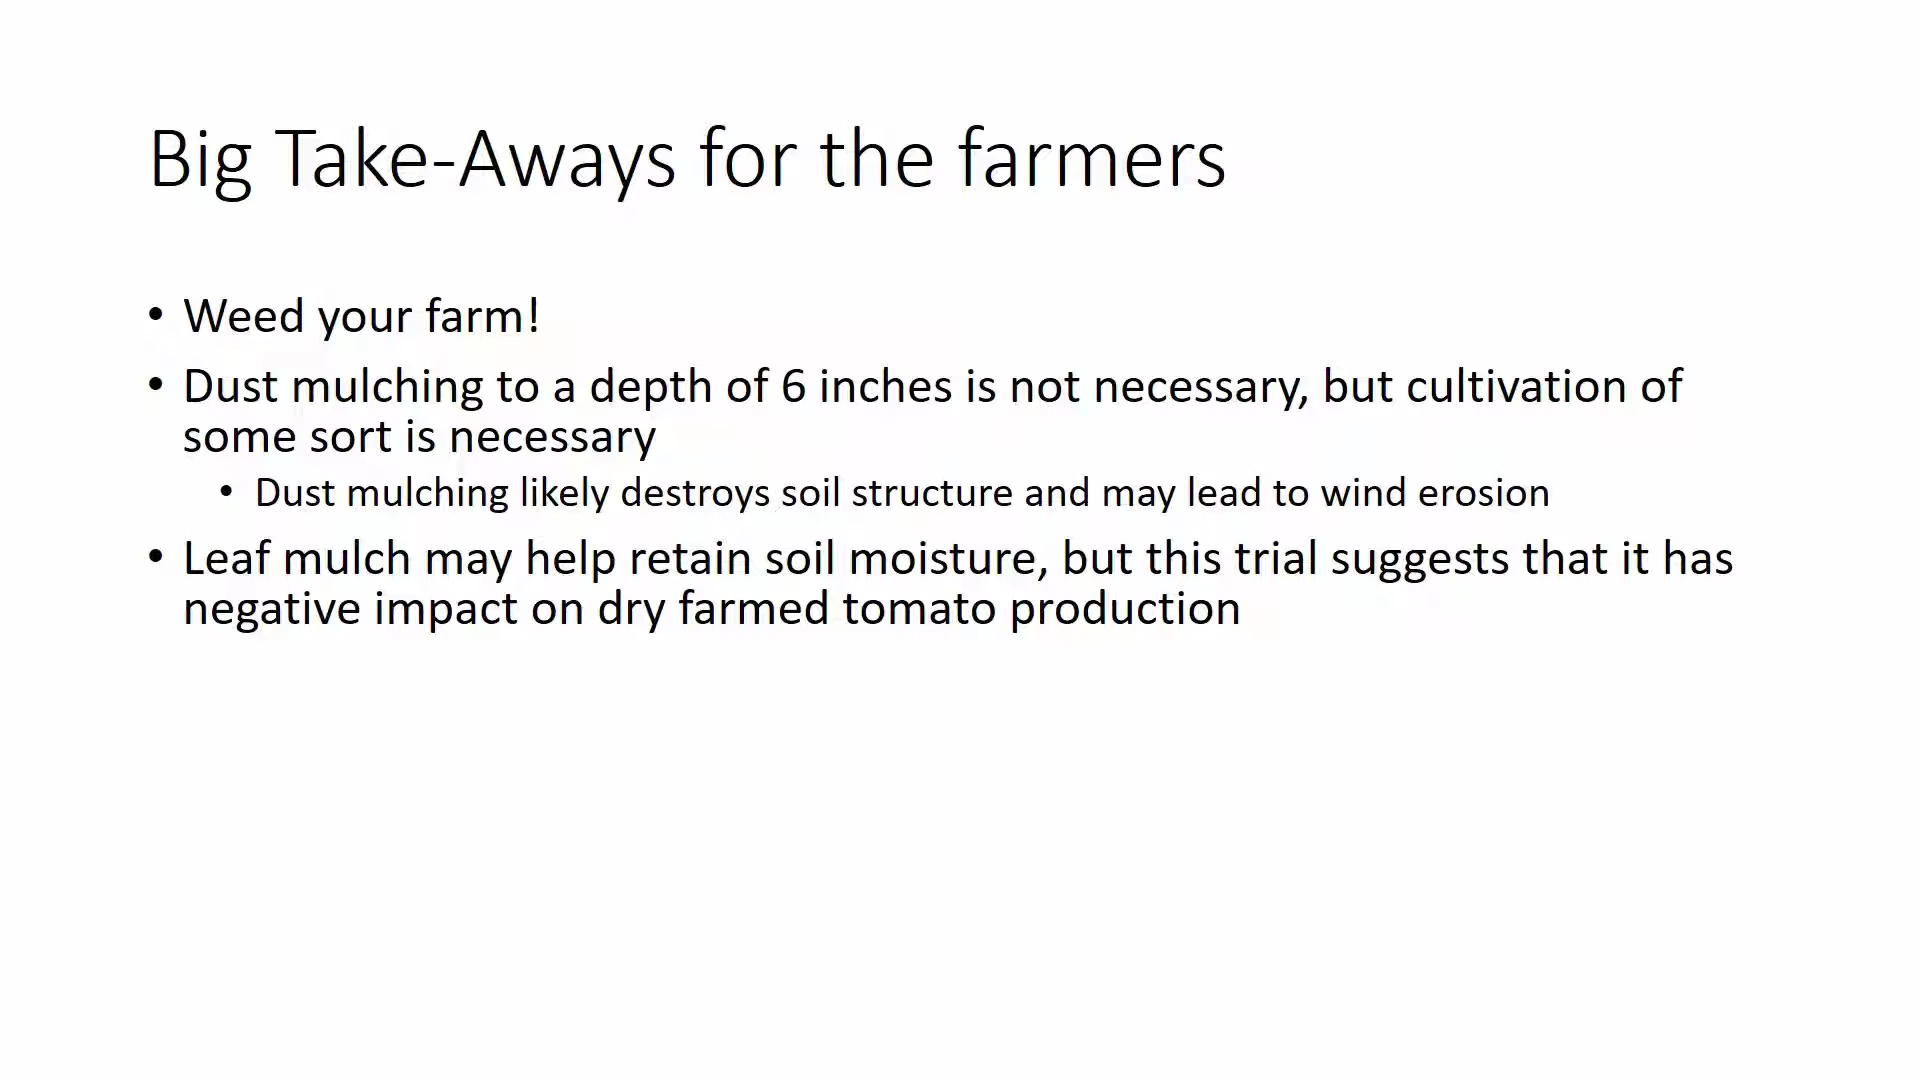 Big Take-Aways for the farmers
• Weed your farm!
• Dust mulching to a depth of 6 inches is not necessary, but cultivation of
some sort is necessary
• Dust mulching likely destroys soil structure and may lead to wind erosion
• Leaf mulch may help retain soil moisture, but this trial suggests that it has
negative impact on dry farmed tomato production